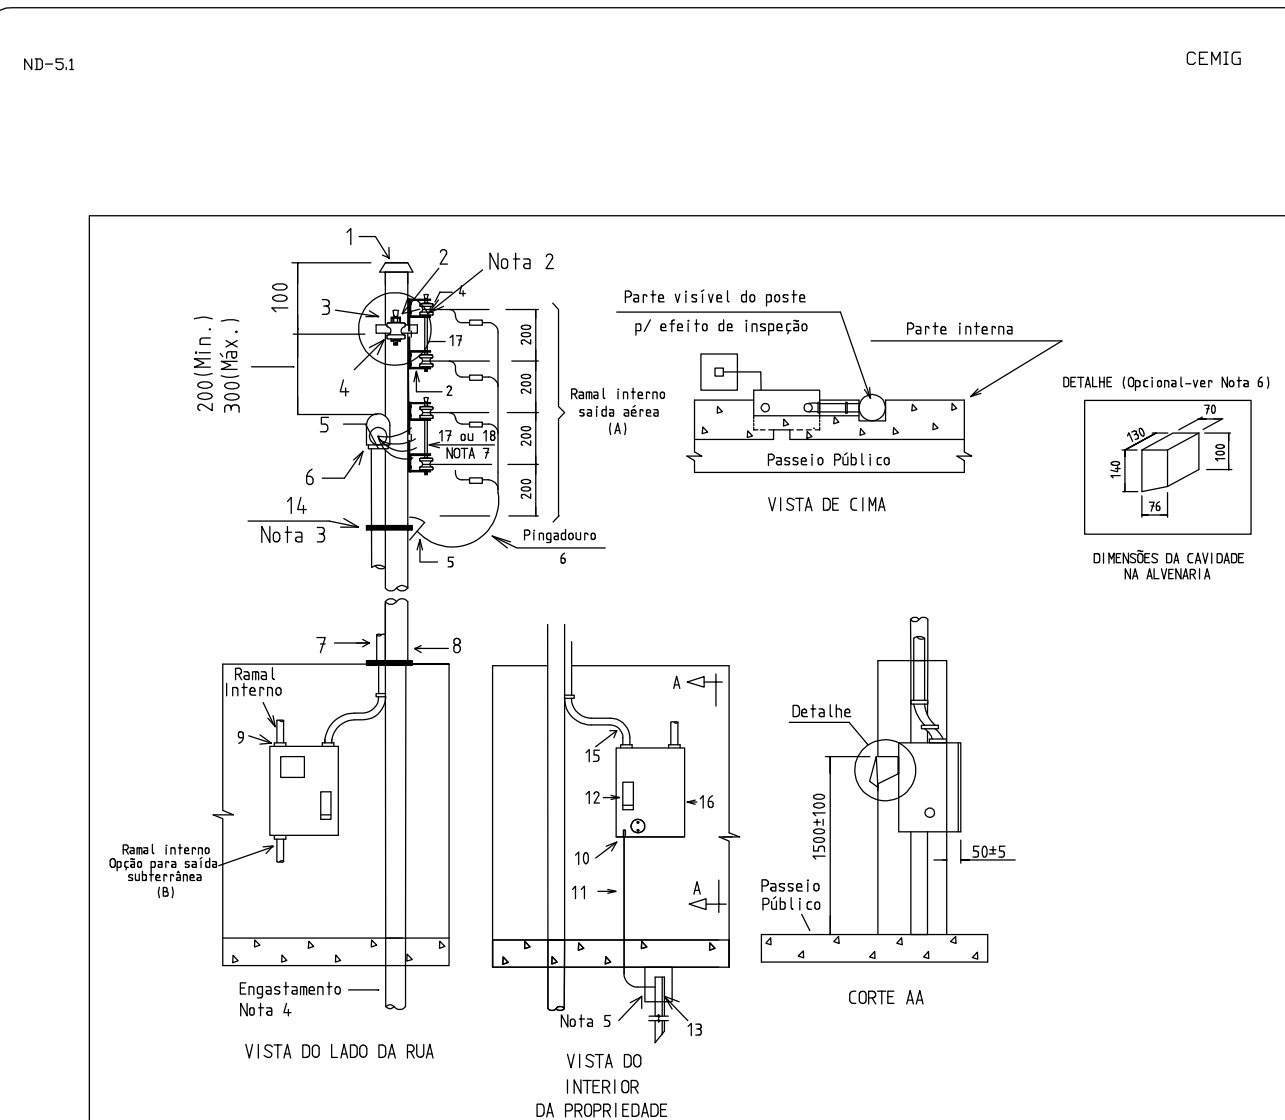 ND-5.1
CEMIG
1
2
Nota 2
100
3
4
200(Min.)
300(Máx.)
17
4
2
5
17 ou 18
NOTA 7
6
14
Nota 3
5
200
200
200
200
Ramal interno
saida aérea
(A)
Pingadouro
6
Parte visível do poste
p/ efeito de inspeção
Parte interna
Passeio Público
VISTA DE CIMA
DETALHE (Opcional-ver Nota 6)
70
130
100
140
76
DIMENSÕES DA CAVIDADE
NA ALVENARIA
7
8
Ramal
Interno
9
Ramal interno
Opção para saída
subterrânea
(B)
Engastamento
Nota 4
VISTA DO LADO DA RUA
A
15
12
16
10
11
A
Nota 5
13
VISTA DO
INTERIOR
DA PROPRIEDADE
Detalhe
1500±100
50±5
Passeio
Público
CORTE AA